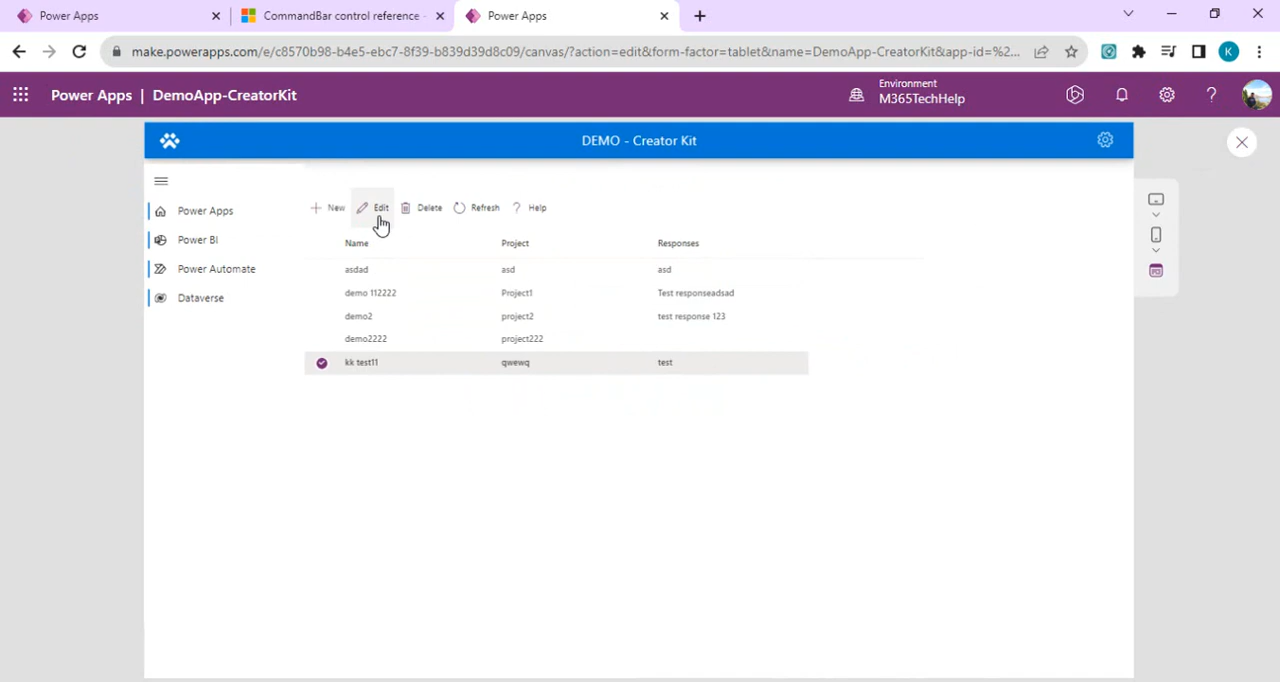 Power Apps
CommandBar control reference -
Power Apps
make.powerapps.com/e/c8570b98-b4e5-ebc7-8f39-b839d39d8c09/canvas/?action=edit&form-factor=tablet&name=DemoApp-CreatorKit&app-id=%2...
K
Power Apps | DemoApp-CreatorKit
Environment
M365TechHelp
DEMO - Creator Kit
Power Apps
Power BI
Power Automate
Dataverse
New Edit Delete Refresh Help
Name Project Responses
asdad asd asd
demo 112222 Project1 Test responseadsad
demo2 project2 test response 123
demo2222 project222
kk test11 qwewq test